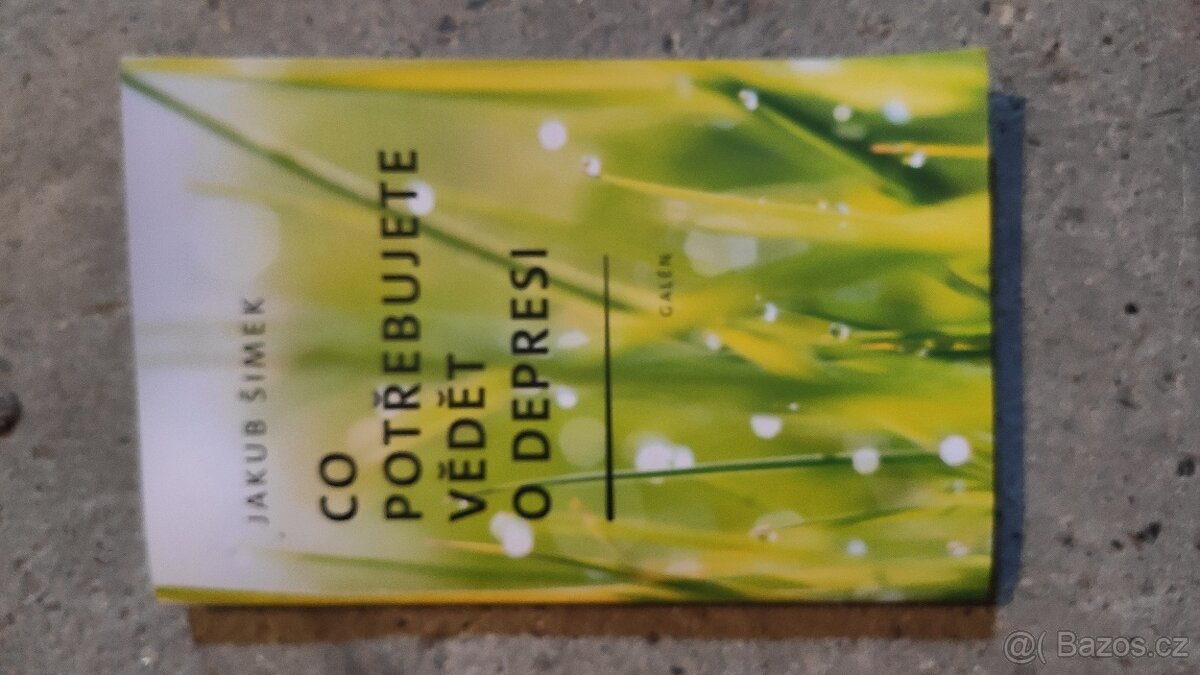 JAKUB ŠIMEK
CO
POTŘEBUJETE
VĚDĚT
O DEPRESI
GALÉN
@( Bazos.cz